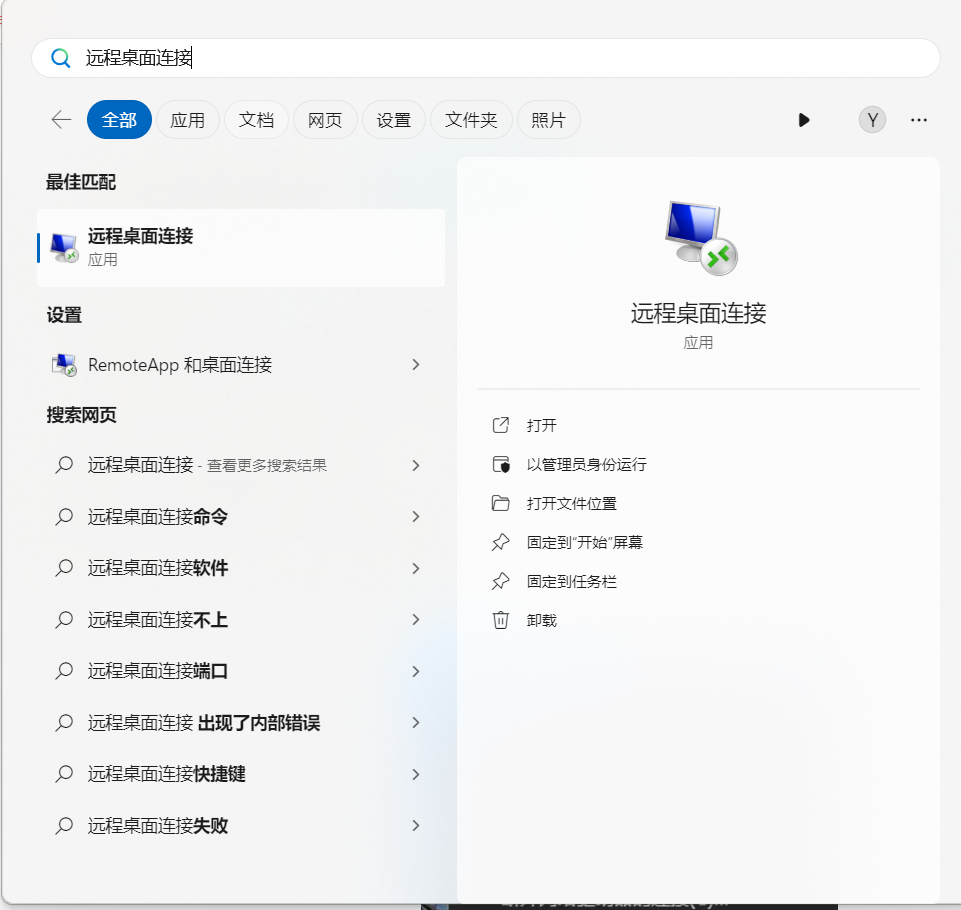 远程桌面连接
全部 应用 文档 网页 设置 文件夹 照片 Y
最佳匹配
远程桌面连接
应用
设置
RemoteApp 和桌面连接
搜索网页
远程桌面连接 - 查看更多搜索结果
远程桌面连接命令
远程桌面连接软件
远程桌面连接不上
远程桌面连接端口
远程桌面连接 出现了内部错误
远程桌面连接快捷键
远程桌面连接失败
远程桌面连接
应用
打开
以管理员身份运行
打开文件位置
固定到"开始"屏幕
固定到任务栏
卸载